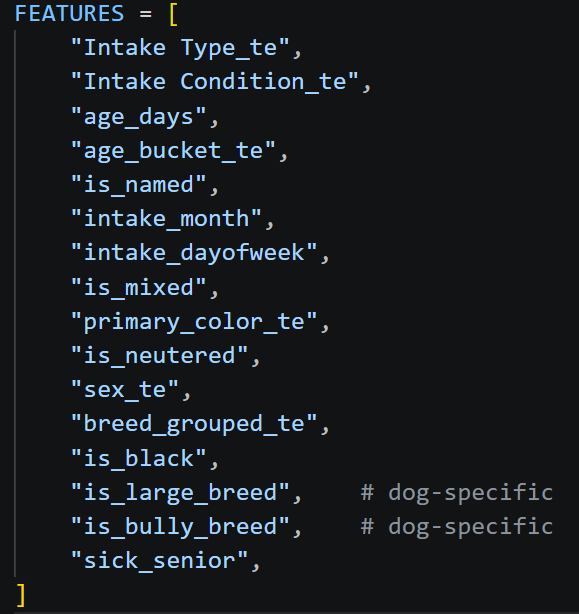 FEATURES = [
    "Intake Type_te",
    "Intake Condition_te",
    "age_days",
    "age_bucket_te",
    "is_named",
    "intake_month",
    "intake_dayofweek",
    "is_mixed",
    "primary_color_te",
    "is_neutered",
    "sex_te",
    "breed_grouped_te",
    "is_black",
    "is_large_breed",    # dog-specific
    "is_bully_breed",    # dog-specific
    "sick_senior",
]